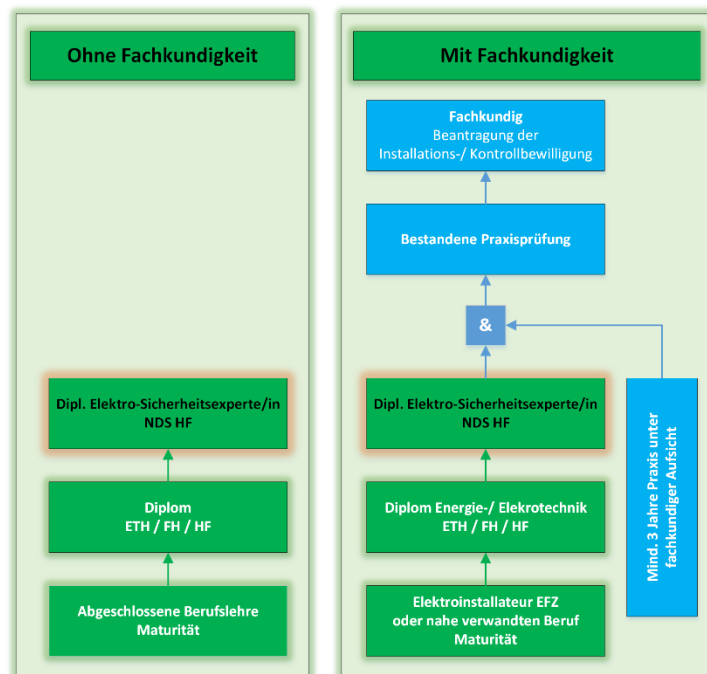 Ohne Fachkundigkeit
Dipl. Elektro-Sicherheitsexperte/in
NDS HF
Diplom
ETH / FH / HF
Abgeschlossene Berufslehre
Maturität
Mit Fachkundigkeit
Fachkundig
Beantragung der
Installations-/ Kontrollbewilligung
Bestandene Praxisprüfung
&
Dipl. Elektro-Sicherheitsexperte/in
NDS HF
Diplom Energie-/ Elekrotechnik
ETH / FH / HF
Elektroinstallateur EFZ
oder nahe verwandten Beruf
Maturität
Mind. 3 Jahre Praxis unter
fachkundiger Aufsicht